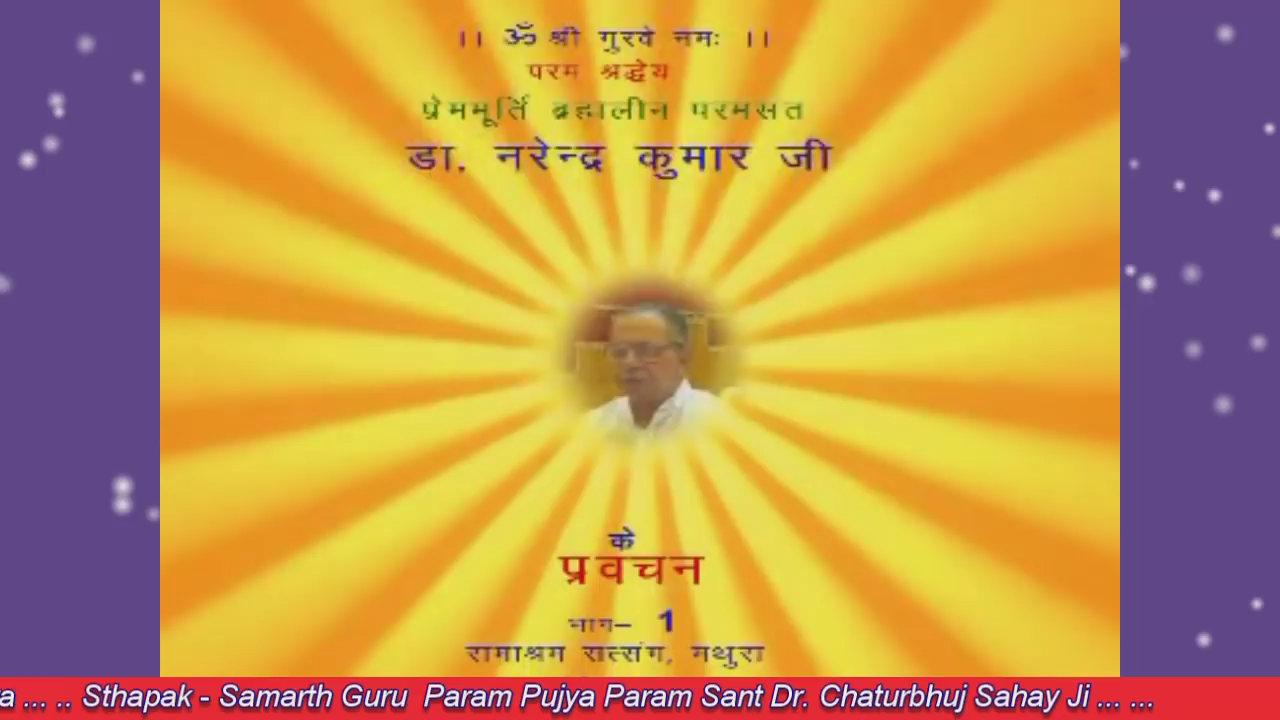 ।। ॐ श्री गुरवे नमः ।।
परम श्रद्धेय
प्रेममूर्ति ब्रह्मलीन परमसंत
डा. नरेन्द्र कुमार जी
के
प्रवचन
भाग– 1
रामाश्रम सत्संग, मथुरा
... .. Sthapak - Samarth Guru Param Pujya Param Sant Dr. Chaturbhuj Sahay Ji ... ...